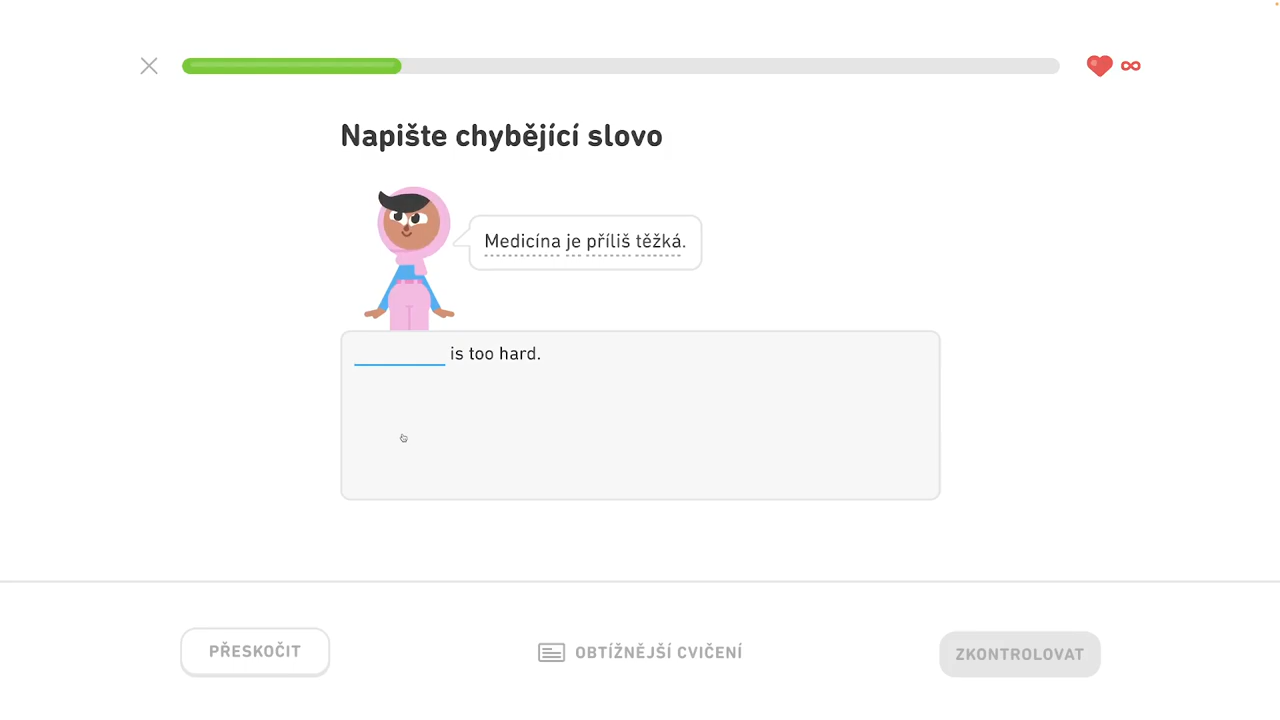 Napište chybějící slovo
Medicína je příliš těžká.
is too hard.
PŘESKOČIT
OBTÍŽNĚJŠÍ CVIČENÍ
ZKONTROLOVAT